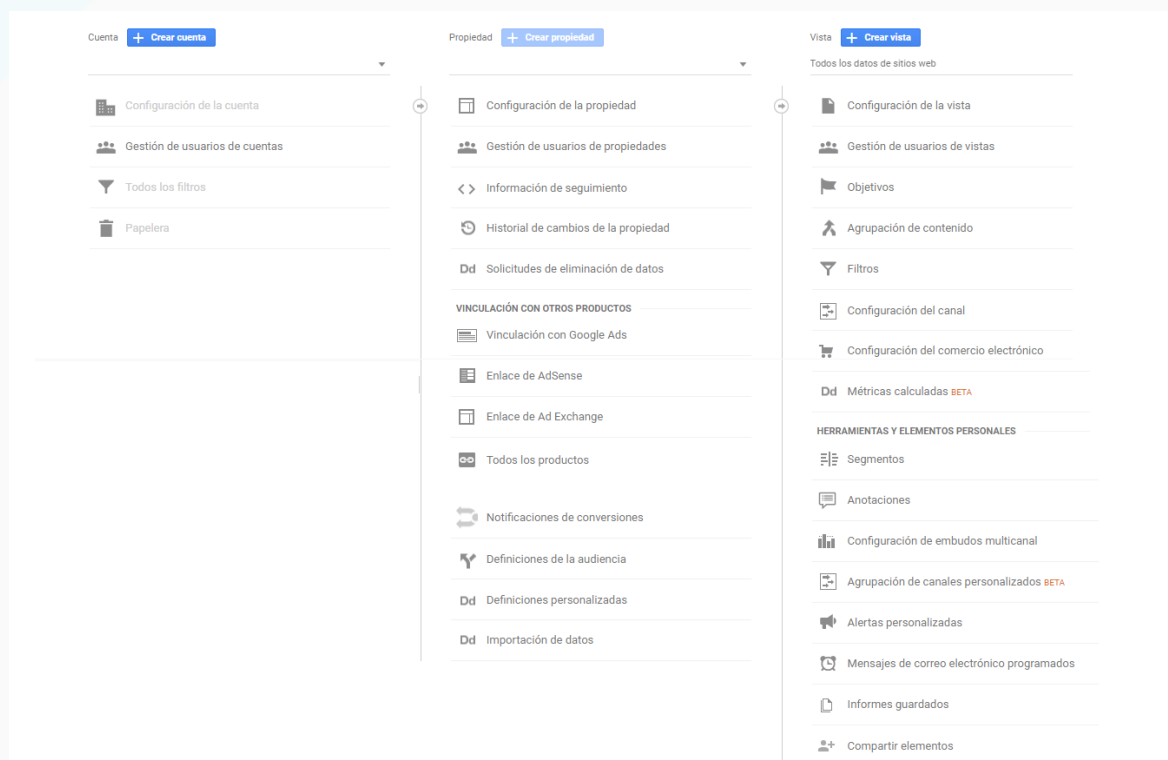 Cuenta
Crear cuenta
Configuración de la cuenta
Gestión de usuarios de cuentas
Todos los filtros
Papelera
Propiedad
Crear propiedad
Configuración de la propiedad
Gestión de usuarios de propiedades
Información de seguimiento
Historial de cambios de la propiedad
Dd Solicitudes de eliminación de datos
VINCULACIÓN CON OTROS PRODUCTOS
Vinculación con Google Ads
Enlace de AdSense
Enlace de Ad Exchange
Todos los productos
Notificaciones de conversiones
Definiciones de la audiencia
Dd Definiciones personalizadas
Dd Importación de datos
Vista
Crear vista
Todos los datos de sitios web
Configuración de la vista
Gestión de usuarios de vistas
Objetivos
Agrupación de contenido
Filtros
Configuración del canal
Configuración del comercio electrónico
Dd Métricas calculadas BETA
HERRAMIENTAS Y ELEMENTOS PERSONALES
Segmentos
Anotaciones
Configuración de embudos multicanal
Agrupación de canales personalizados BETA
Alertas personalizadas
Mensajes de correo electrónico programados
Informes guardados
Compartir elementos